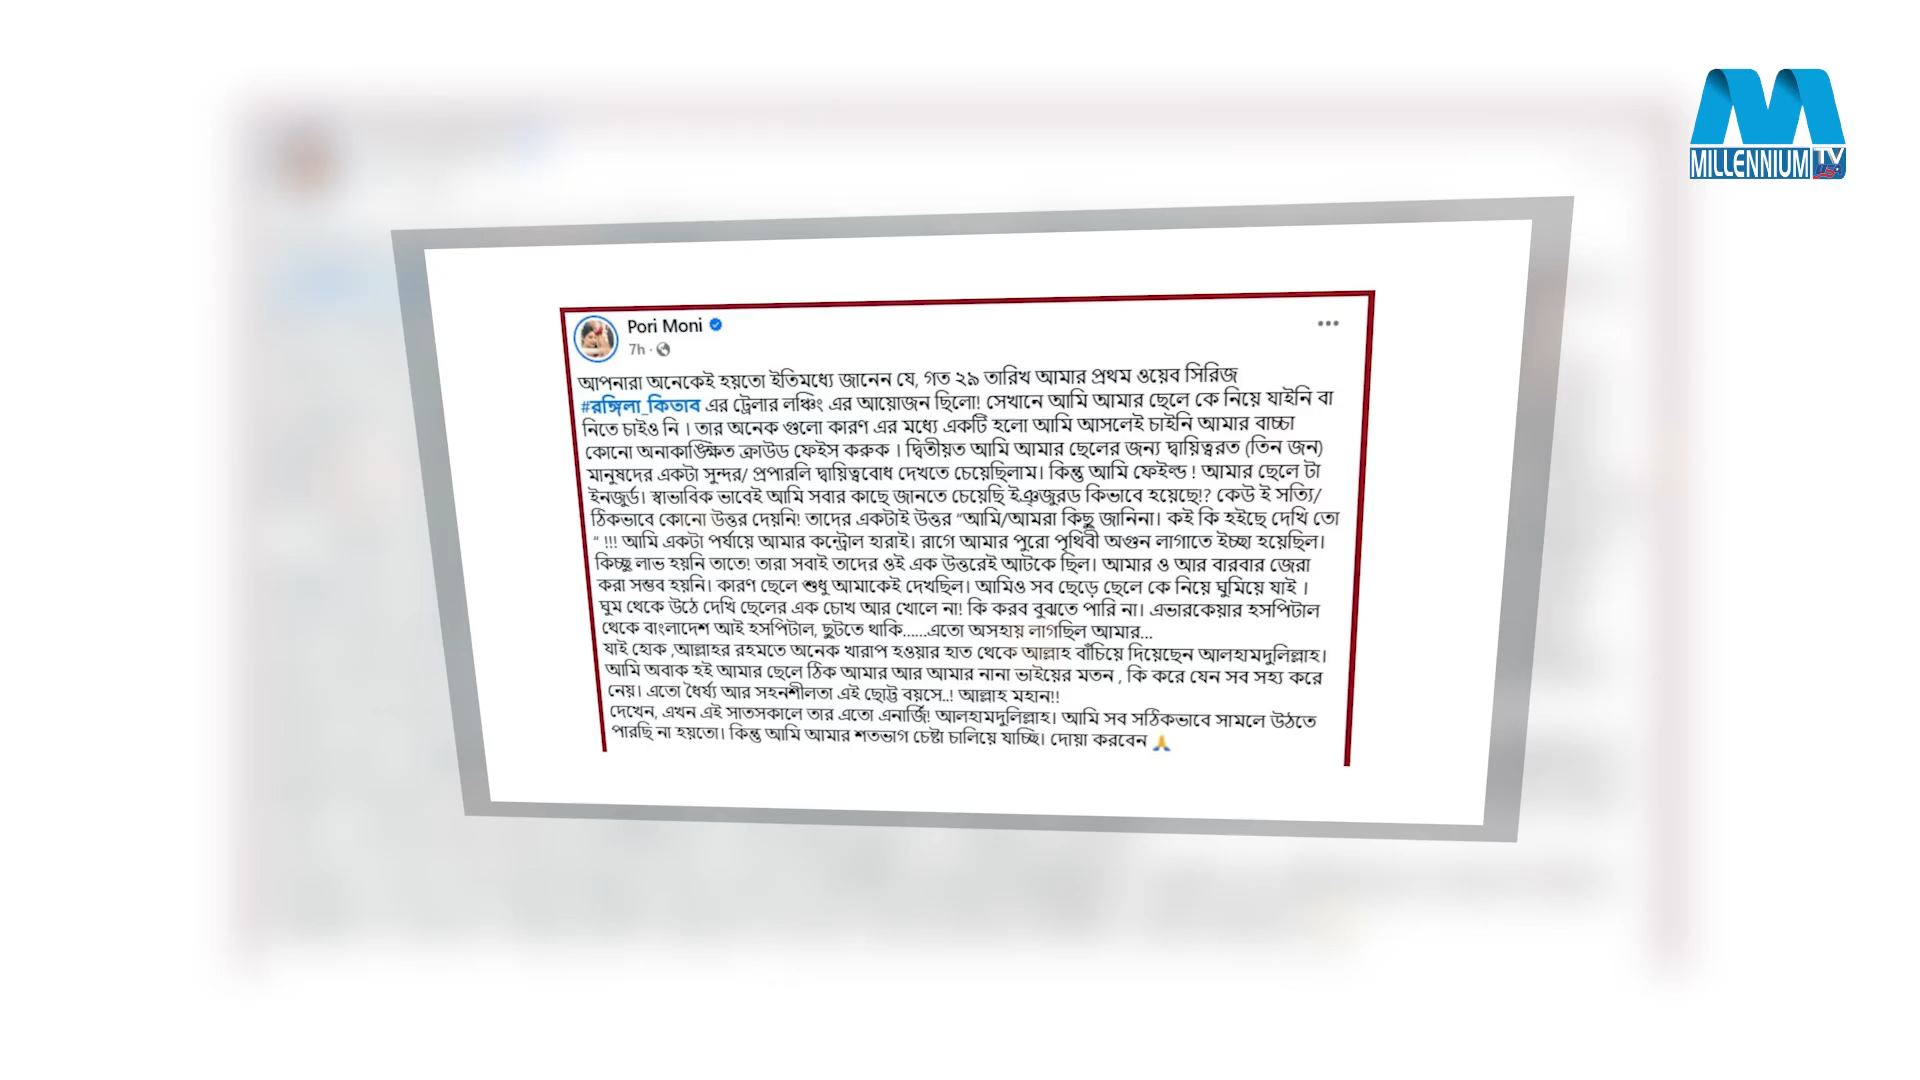 MILLENNIUM TV
USA
Pori Moni
7h ·
আপনারা অনেকেই হয়তো ইতিমধ্যে জানেন যে, গত ২৯ তারিখ আমার প্রথম ওয়েব সিরিজ
#রঙ্গিলা_কিতাব এর ট্রেলার লঞ্চিং এর আয়োজন ছিলো! সেখানে আমি আমার ছেলে কে নিয়ে যাইনি বা
নিতে চাইও নি । তার অনেক গুলো কারণ এর মধ্যে একটি হলো আমি আসলেই চাইনি আমার বাচ্চা
কোনো অনাকাঙ্ক্ষিত ক্রাউড ফেইস করুক । দ্বিতীয়ত আমি আমার ছেলের জন্য দ্বায়িত্বরত (তিন জন)
মানুষদের একটা সুন্দর/ প্রপারলি দ্বায়িত্ববোধ দেখতে চেয়েছিলাম। কিন্তু আমি ফেইল্ড ! আমার ছেলে টা
ইনজুর্ড। স্বাভাবিক ভাবেই আমি সবার কাছে জানতে চেয়েছি ইঞ্জুরড কিভাবে হয়েছে!? কেউ ই সত্যি/
ঠিকভাবে কোনো উত্তর দেয়নি! তাদের একটাই উত্তর “আমি/আমরা কিছু জানিনা। কই কি হইছে দেখি তো
“ !!! আমি একটা পর্যায়ে আমার কন্ট্রোল হারাই। রাগে আমার পুরো পৃথিবী অগুন লাগাতে ইচ্ছা হয়েছিল।
কিচ্ছু লাভ হয়নি তাতে! তারা সবাই তাদের ওই এক উত্তরেই আটকে ছিল। আমার ও আর বারবার জেরা
করা সম্ভব হয়নি। কারণ ছেলে শুধু আমাকেই দেখছিল। আমিও সব ছেড়ে ছেলে কে নিয়ে ঘুমিয়ে যাই ।
ঘুম থেকে উঠে দেখি ছেলের এক চোখ আর খোলে না! কি করব বুঝতে পারি না। এভারকেয়ার হসপিটাল
থেকে বাংলাদেশ আই হসপিটাল, ছুটতে থাকি......এতো অসহায় লাগছিল আমার...
যাই হোক ,আল্লাহর রহমতে অনেক খারাপ হওয়ার হাত থেকে আল্লাহ বাঁচিয়ে দিয়েছেন আলহামদুলিল্লাহ।
আমি অবাক হই আমার ছেলে ঠিক আমার আর আমার নানা ভাইয়ের মতন , কি করে যেন সব সহ্য করে
নেয়। এতো ধৈর্য্য আর সহনশীলতা এই ছোট্ট বয়সে..! আল্লাহ মহান!!
দেখেন, এখন এই সাতসকালে তার এতো এনার্জি! আলহামদুলিল্লাহ। আমি সব সঠিকভাবে সামলে উঠতে
পারছি না হয়তো। কিন্তু আমি আমার শতভাগ চেষ্টা চালিয়ে যাচ্ছি। দোয়া করবেন 🙏